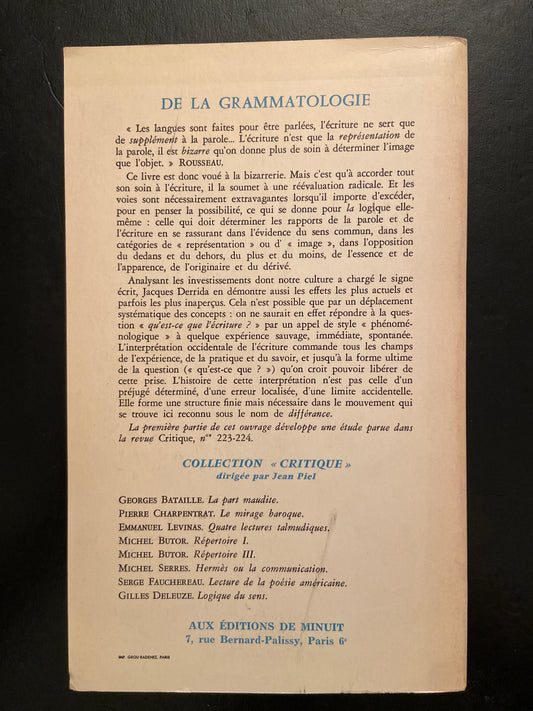 DE LA GRAMMATOLOGIE
« Les langues sont faites pour être parlées, l'écriture ne sert que
de supplément à la parole... L'écriture n'est que la représentation de
la parole, il est bizarre qu'on donne plus de soin à déterminer l'image
que l'objet. » ROUSSEAU.
Ce livre est donc voué à la bizarrerie. Mais c'est qu'à accorder tout
son soin à l'écriture, il la soumet à une réévaluation radicale. Et les
voies sont nécessairement extravagantes lorsqu'il importe d'excéder,
pour en penser la possibilité, ce qui se donne pour la logique elle-
même : celle qui doit déterminer les rapports de la parole et de
l'écriture en se rassurant dans l'évidence du sens commun, dans les
catégories de « représentation » ou d' « image », dans l'opposition
du dedans et du dehors, du plus et du moins, de l'essence et de
l'apparence, de l'originaire et du dérivé.
Analysant les investissements dont notre culture a chargé le signe
écrit, Jacques Derrida en démontre aussi les effets les plus actuels et
parfois les plus inaperçus. Cela n'est possible que par un déplacement
systématique des concepts : on ne saurait en effet répondre à la ques-
tion « qu'est-ce que l'écriture ? » par un appel de style « phénomé-
nologique » à quelque expérience sauvage, immédiate, spontanée.
L'interprétation occidentale de l'écriture commande tous les champs
de l'expérience, de la pratique et du savoir, et jusqu'à la forme ultime
de la question (« qu'est-ce que ? ») qu'on croit pouvoir libérer de
cette prise. L'histoire de cette interprétation n'est pas celle d'un
préjugé déterminé, d'une erreur localisée, d'une limite accidentelle.
Elle forme une structure finie mais nécessaire dans le mouvement qui
se trouve ici reconnu sous le nom de différance.
La première partie de cet ouvrage développe une étude parue dans
la revue Critique, nos 223-224.
COLLECTION « CRITIQUE »
dirigée par Jean Piel
GEORGES BATAILLE. La part maudite.
PIERRE CHARPENTRAT. Le mirage baroque.
EMMANUEL LEVINAS. Quatre lectures talmudiques.
MICHEL BUTOR. Répertoire I.
MICHEL BUTOR. Répertoire III.
MICHEL SERRES. Hermès ou la communication.
SERGE FAUCHEREAU. Lecture de la poésie américaine.
GILLES DELEUZE. Logique du sens.
AUX ÉDITIONS DE MINUIT
7, rue Bernard-Palissy, Paris 6e
IMP. GROU-RADENEZ, PARIS